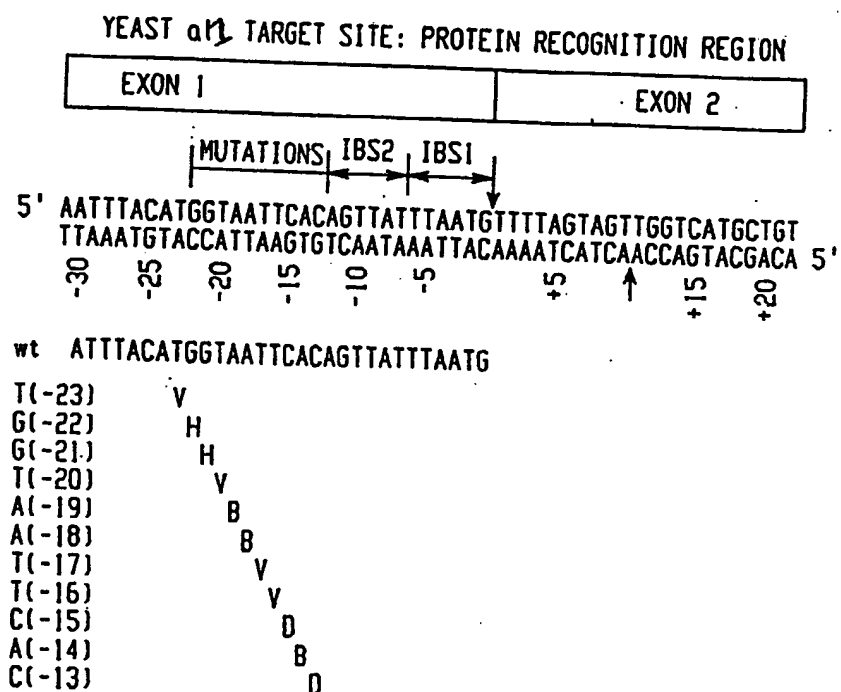 YEAST TARGET SITE: PROTEIN RECOGNITION REGION
EXON 1 EXON 2
MUTATIONS IBS2 IBS1
5' AATTTACATGGTAATTCACAGTTATTTAATGTTTTAGTAGTTGGTCATGCTGT
TTAAATGTACCATTAAGTGTCAATAAATTACAAAATCATCAACCAGTACGACA 5'
-30 -25 -20 -15 -10 -5 +5 +15 +20
wt ATTTACATGGTAATTCACAGTTATTTAATG
T(-23) V
G(-22) H
G(-21) H
T(-20) V
A(-19) B
A(-18) B
T(-17) V
T(-16) V
C(-15) D
A(-14) B
C(-13) D